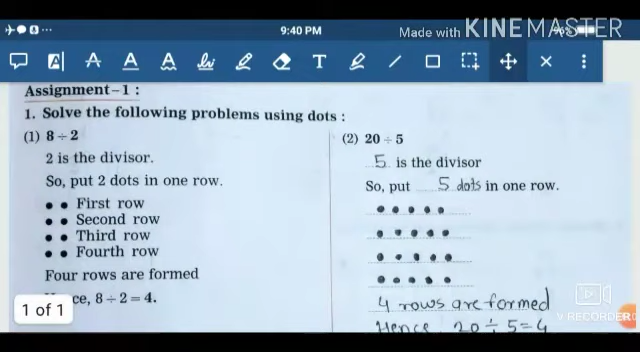 9:40 PM
Made with KINEMASTER
Assignment-1 :
1. Solve the following problems using dots :
(1) 8 ÷ 2
2 is the divisor.
So, put 2 dots in one row.
First row
Second row
Third row
Fourth row
Four rows are formed
8 ÷ 2 = 4.
1 of 1
(2) 20 ÷ 5
5 is the divisor
So, put 5 dots in one row.
4 rows are formed
Hence, 20 ÷ 5 = 4
RECORDER